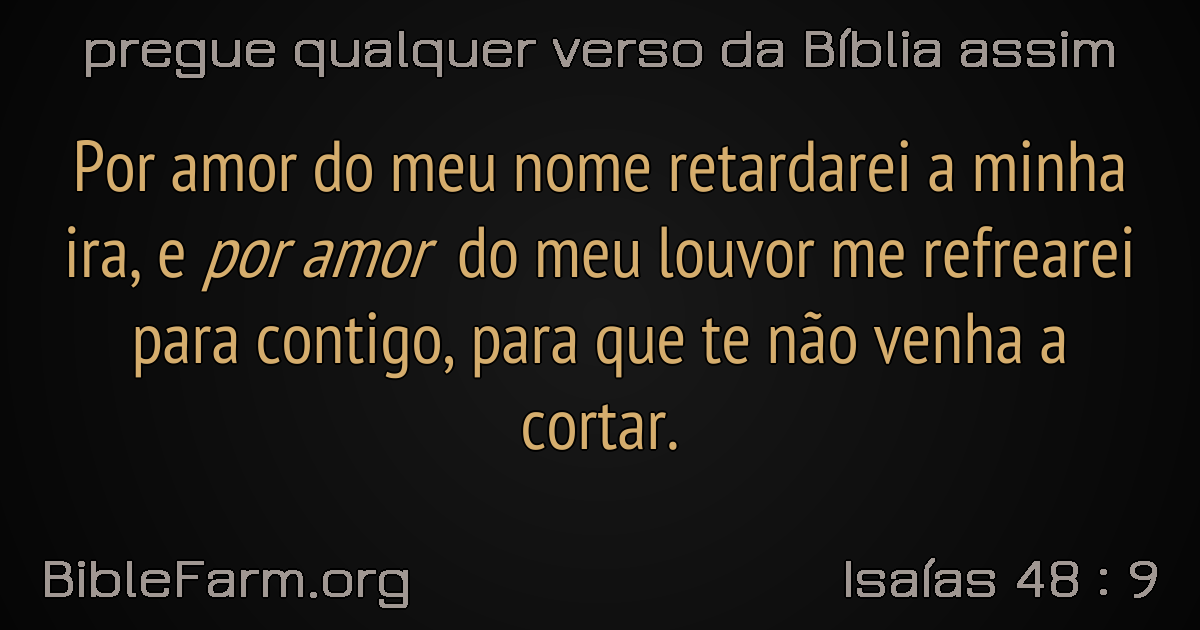 pregue qualquer verso da Bíblia assim
Por amor do meu nome retardarei a minha
ira, e por amor do meu louvor me refrearei
para contigo, para que te não venha a
cortar.
BibleFarm.org
Isaías 48 : 9